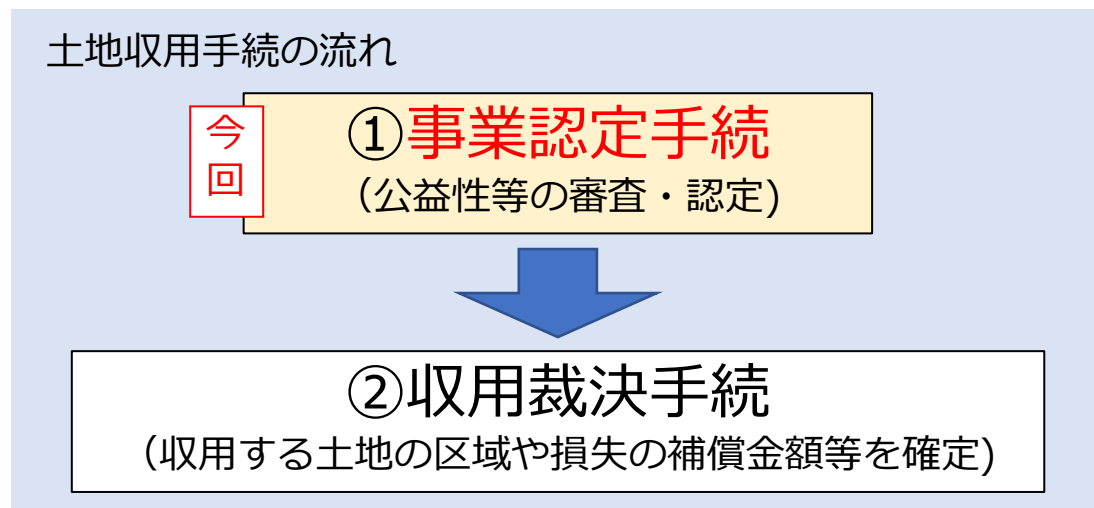 土地収用手続の流れ
今回
①事業認定手続
（公益性等の審査・認定)
②収用裁決手続
（収用する土地の区域や損失の補償金額等を確定)